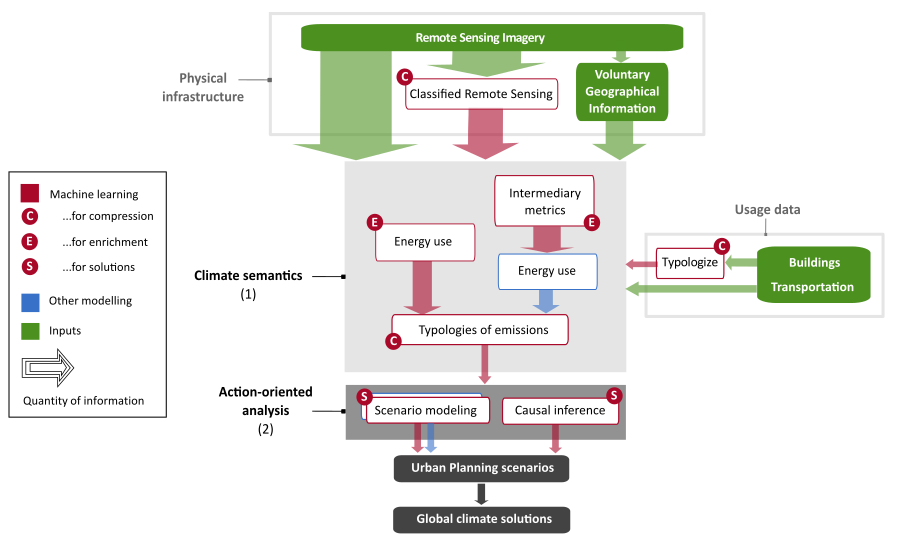 Remote Sensing Imagery
Physical
infrastructure
C
Classified Remote Sensing
Voluntary
Geographical
Information
Machine learning
C ...for compression
E ...for enrichment
S ...for solutions
Other modelling
Inputs
Quantity of information
Usage data
Climate semantics
(1)
E
Energy use
Intermediary
metrics
E
Energy use
C
Typologize
Buildings
Transportation
Typologies of emissions
C
Action-oriented
analysis
(2)
S
Scenario modeling
S
Causal inference
Urban Planning scenarios
Global climate solutions